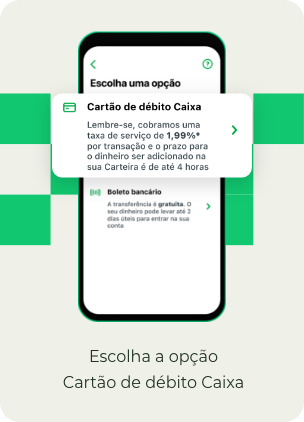 Escolha uma opção
Cartão de débito Caixa
Lembre-se, cobramos uma
taxa de serviço de 1,99%*
por transação e o prazo para
o dinheiro ser adicionado na
sua Carteira é de até 4 horas
Boleto bancário
A transferência é gratuita. O
seu dinheiro pode levar até 2
dias úteis para entrar na sua
conta
Escolha a opção
Cartão de débito Caixa